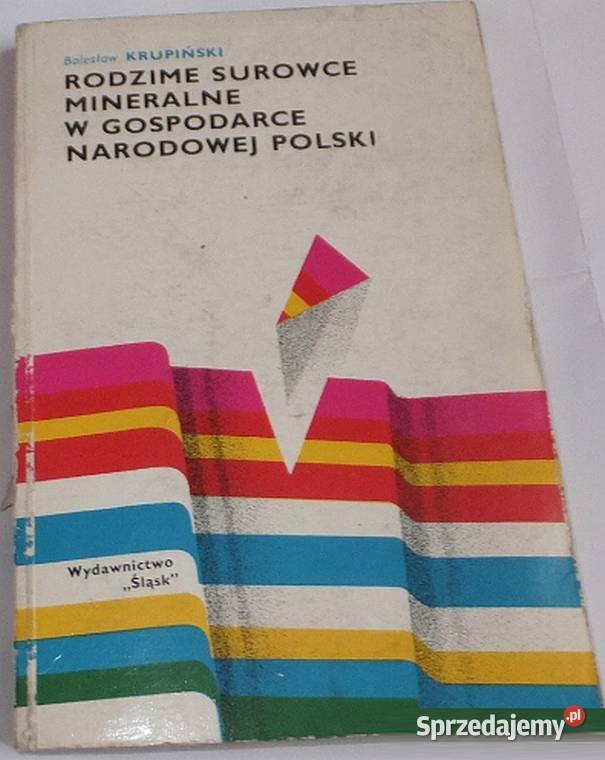 Bolesław KRUPIŃSKI
RODZIME SUROWCE
MINERALNE
W GOSPODARCE
NARODOWEJ POLSKI
Wydawnictwo
„Śląsk”
Sprzedajemy.pl